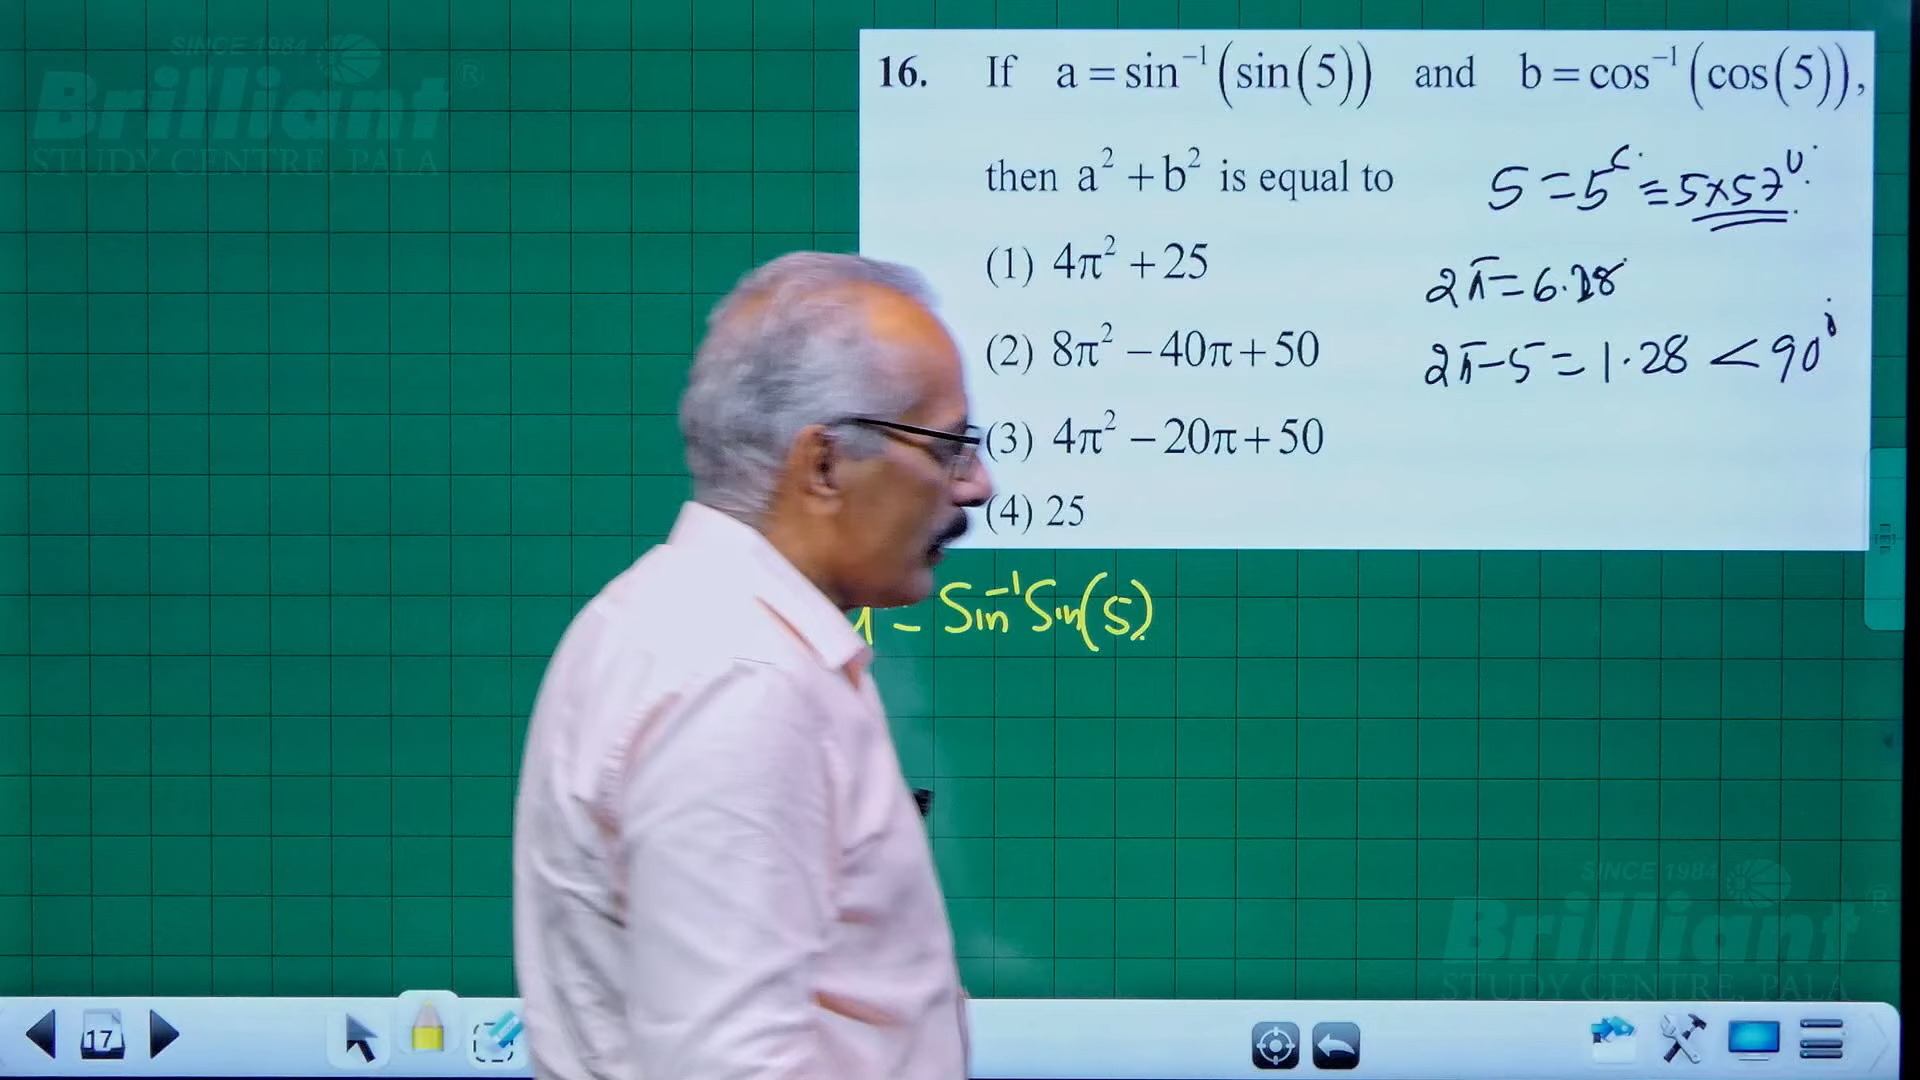 SINCE 1984
Brilliant®
STUDY CENTRE, PALA
16. If a = sin⁻¹(sin(5)) and b = cos⁻¹(cos(5)),
then a² + b² is equal to
(1) 4π² + 25
(2) 8π² − 40π + 50
(3) 4π² − 20π + 50
(4) 25
5 = 5ᶜ = 5×57⁰
2π = 6.28
2π − 5 = 1.28 < 90°
= Sin⁻¹Sin(5)
SINCE 1984
Brilliant®
STUDY CENTRE, PALA
17